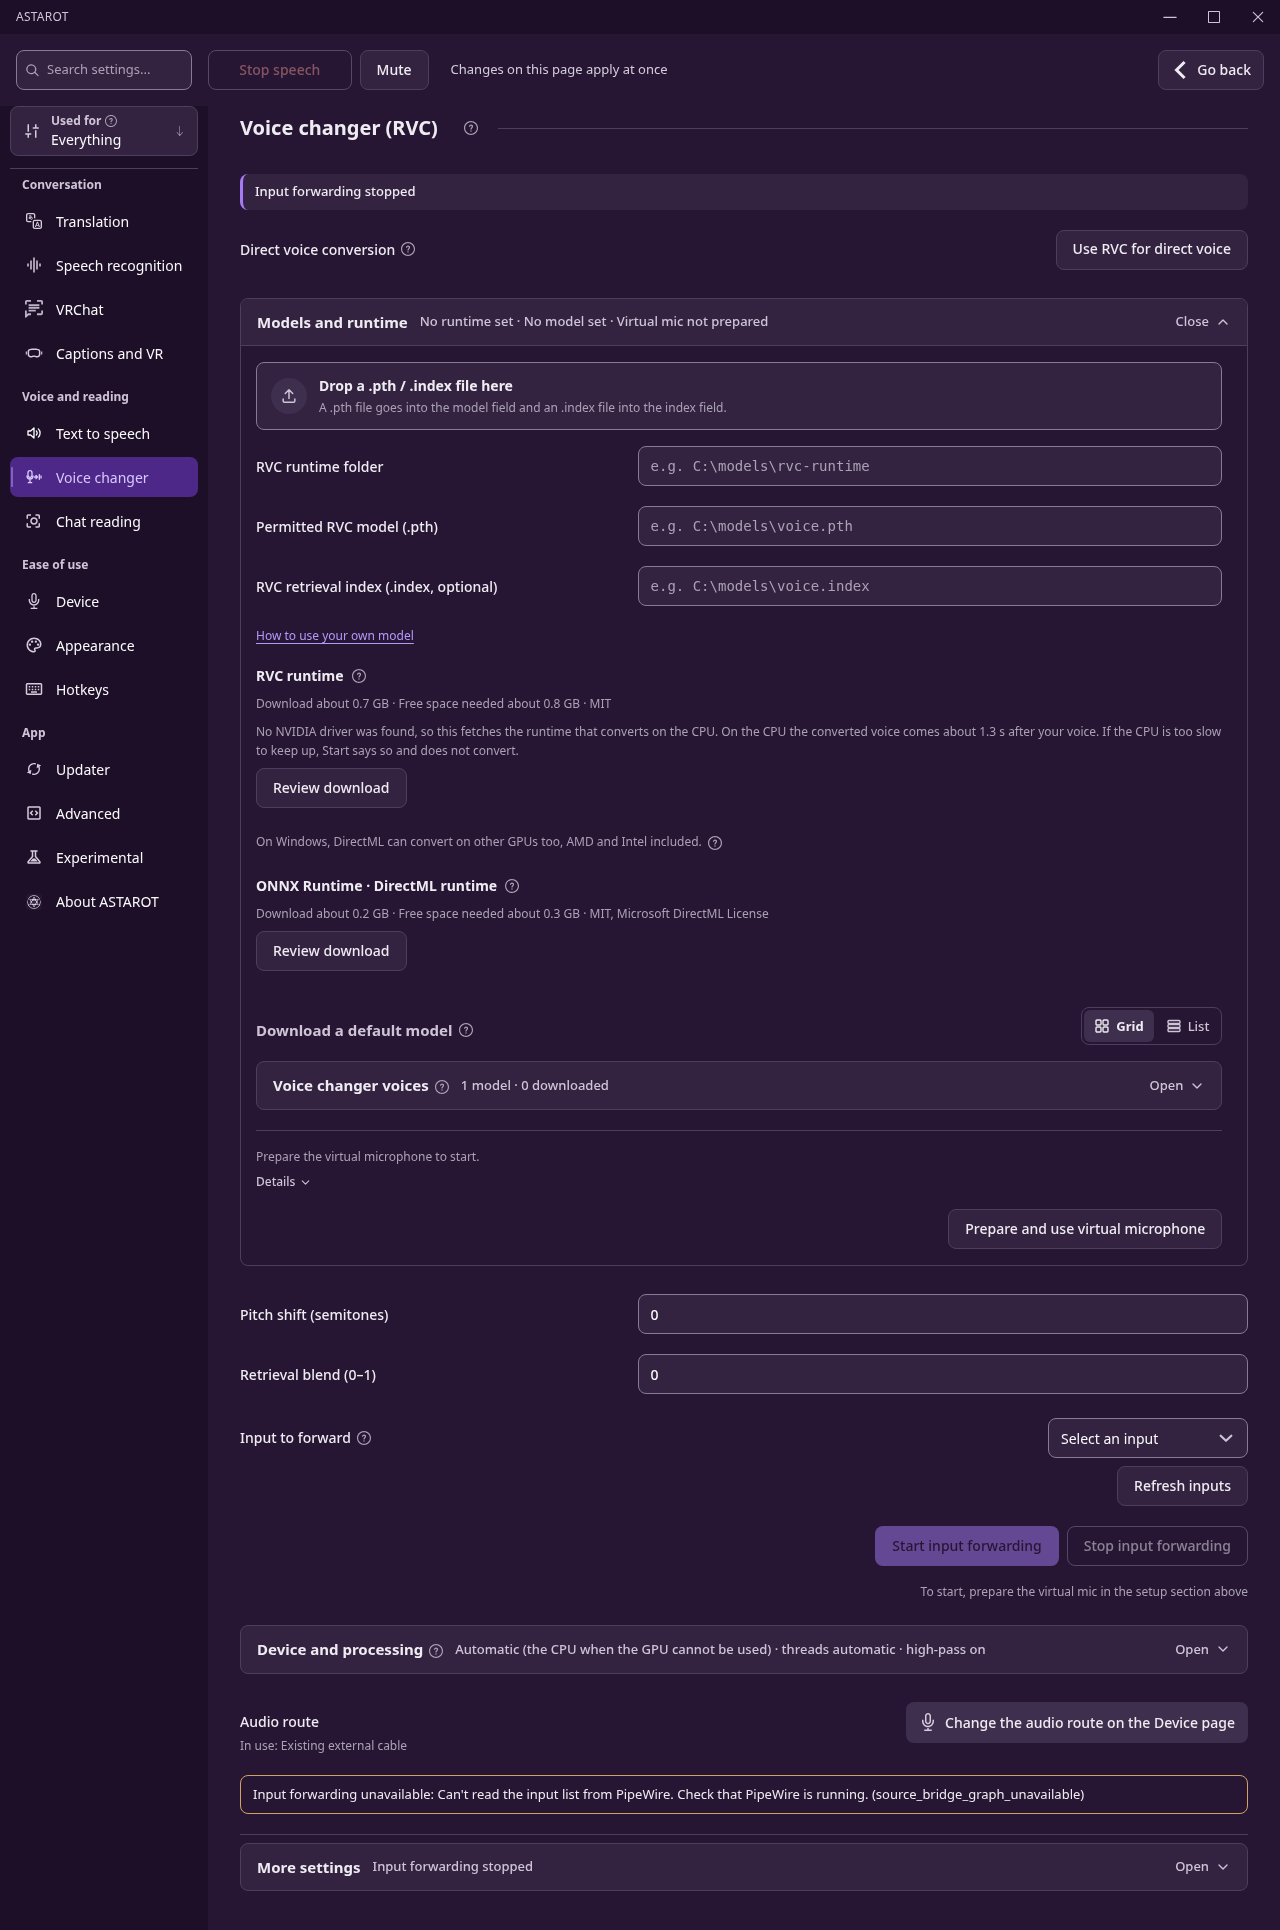 ASTAROT
Search settings...
Stop speech
Mute
Changes on this page apply at once
Go back
Used for
Everything
Conversation
Translation
Speech recognition
VRChat
Captions and VR
Voice and reading
Text to speech
Voice changer
Chat reading
Ease of use
Device
Appearance
Hotkeys
App
Updater
Advanced
Experimental
About ASTAROT
Voice changer (RVC)
Input forwarding stopped
Direct voice conversion
Use RVC for direct voice
Models and runtime
No runtime set · No model set · Virtual mic not prepared
Close
Drop a .pth / .index file here
A .pth file goes into the model field and an .index file into the index field.
RVC runtime folder
e.g. C:\models\rvc-runtime
Permitted RVC model (.pth)
e.g. C:\models\voice.pth
RVC retrieval index (.index, optional)
e.g. C:\models\voice.index
How to use your own model
RVC runtime
Download about 0.7 GB · Free space needed about 0.8 GB · MIT
No NVIDIA driver was found, so this fetches the runtime that converts on the CPU. On the CPU the converted voice comes about 1.3 s after your voice. If the CPU is too slow
to keep up, Start says so and does not convert.
Review download
On Windows, DirectML can convert on other GPUs too, AMD and Intel included.
ONNX Runtime · DirectML runtime
Download about 0.2 GB · Free space needed about 0.3 GB · MIT, Microsoft DirectML License
Review download
Download a default model
Grid
List
Voice changer voices
1 model · 0 downloaded
Open
Prepare the virtual microphone to start.
Details
Prepare and use virtual microphone
Pitch shift (semitones)
0
Retrieval blend (0–1)
0
Input to forward
Select an input
Refresh inputs
Start input forwarding
Stop input forwarding
To start, prepare the virtual mic in the setup section above
Device and processing
Automatic (the CPU when the GPU cannot be used) · threads automatic · high-pass on
Open
Audio route
In use: Existing external cable
Change the audio route on the Device page
Input forwarding unavailable: Can't read the input list from PipeWire. Check that PipeWire is running. (source_bridge_graph_unavailable)
More settings
Input forwarding stopped
Open